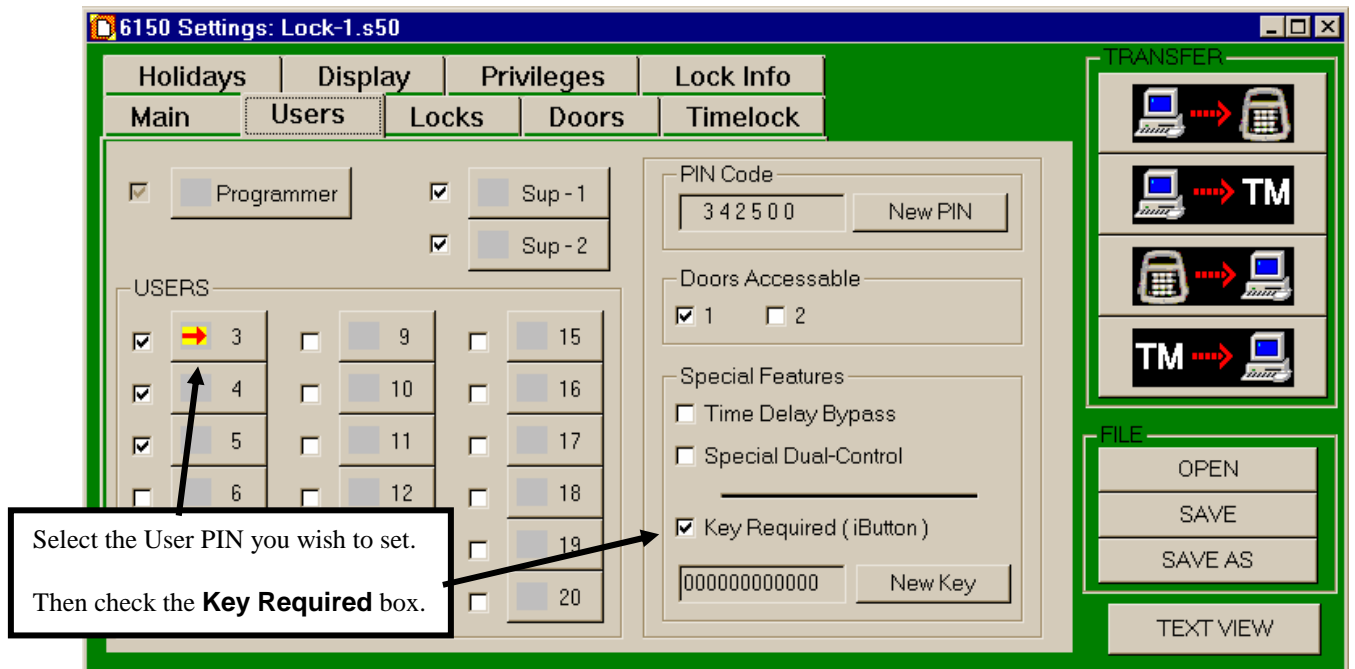 6150 Settings: Lock-1.s50
Holidays Display Privileges Lock Info
Main Users Locks Doors Timelock
Programmer
Sup - 1
Sup - 2
USERS
3 9 15
4 10 16
5 11 17
6 12 18
19
20
Select the User PIN you wish to set.
Then check the Key Required box.
PIN Code
342500 New PIN
Doors Accessable
1 2
Special Features
Time Delay Bypass
Special Dual-Control
Key Required ( iButton )
000000000000 New Key
TRANSFER
TM
TM
FILE
OPEN
SAVE
SAVE AS
TEXT VIEW